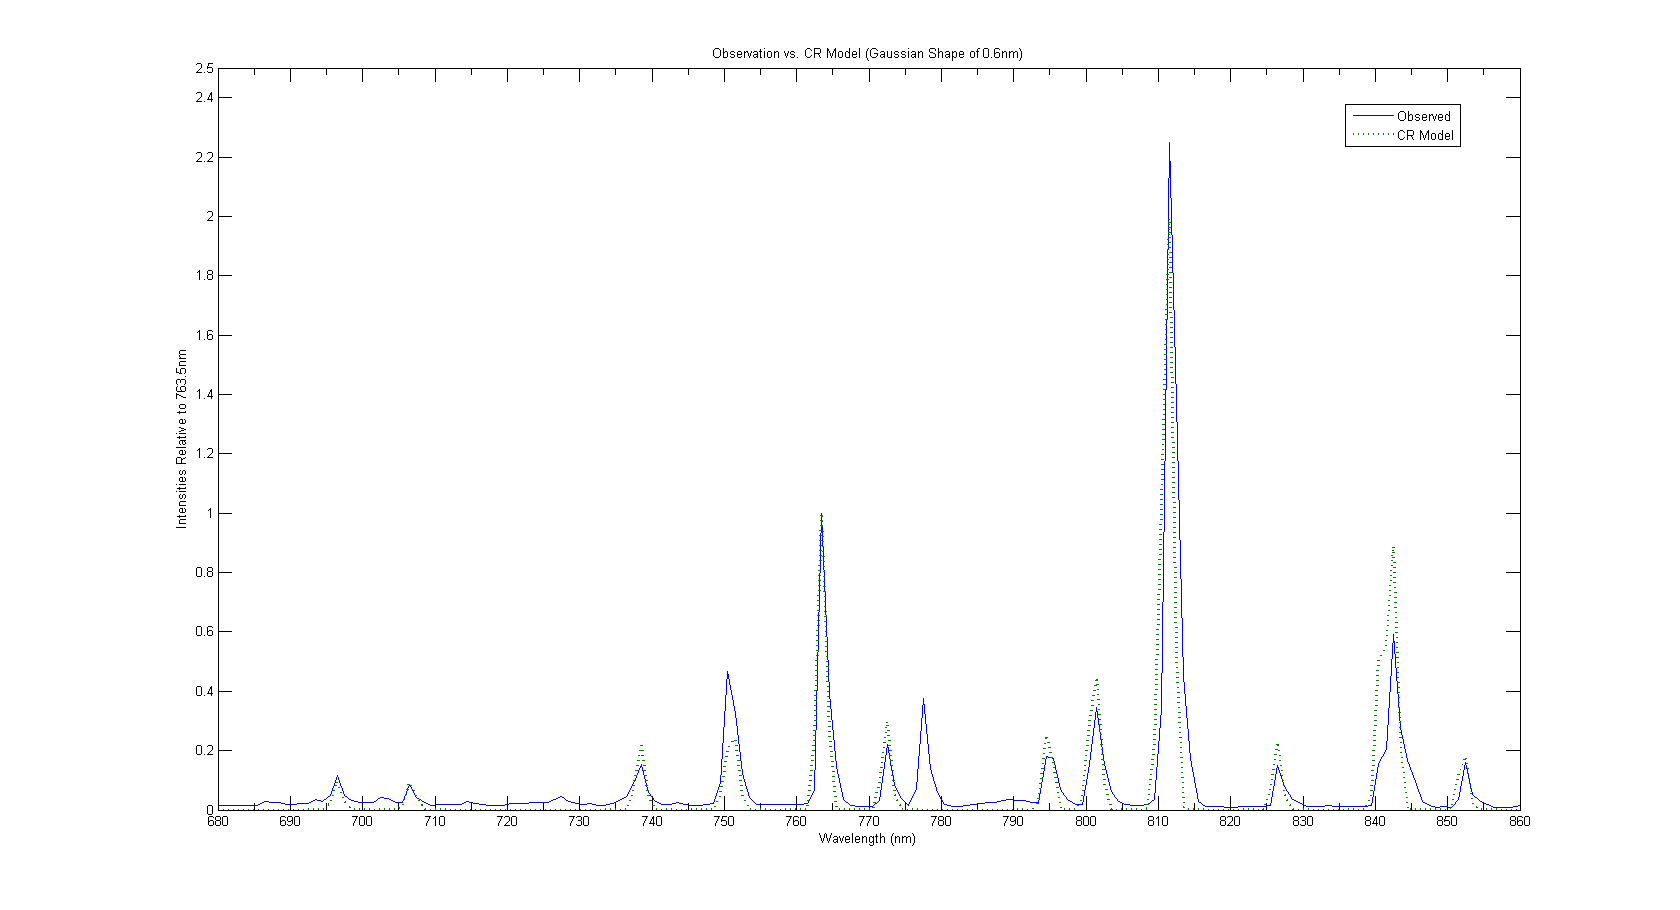 Observation vs. CR Model (Gaussian Shape of 0.6nm)
2.5
2.4
2.2
2
1.8
1.6
1.4
1.2
1
0.8
0.6
0.4
0.2
0
Intensities Relative to 763.5nm
Observed
CR Model
680 690 700 710 720 730 740 750 760 770 780 790 800 810 820 830 840 850 860
Wavelength (nm)